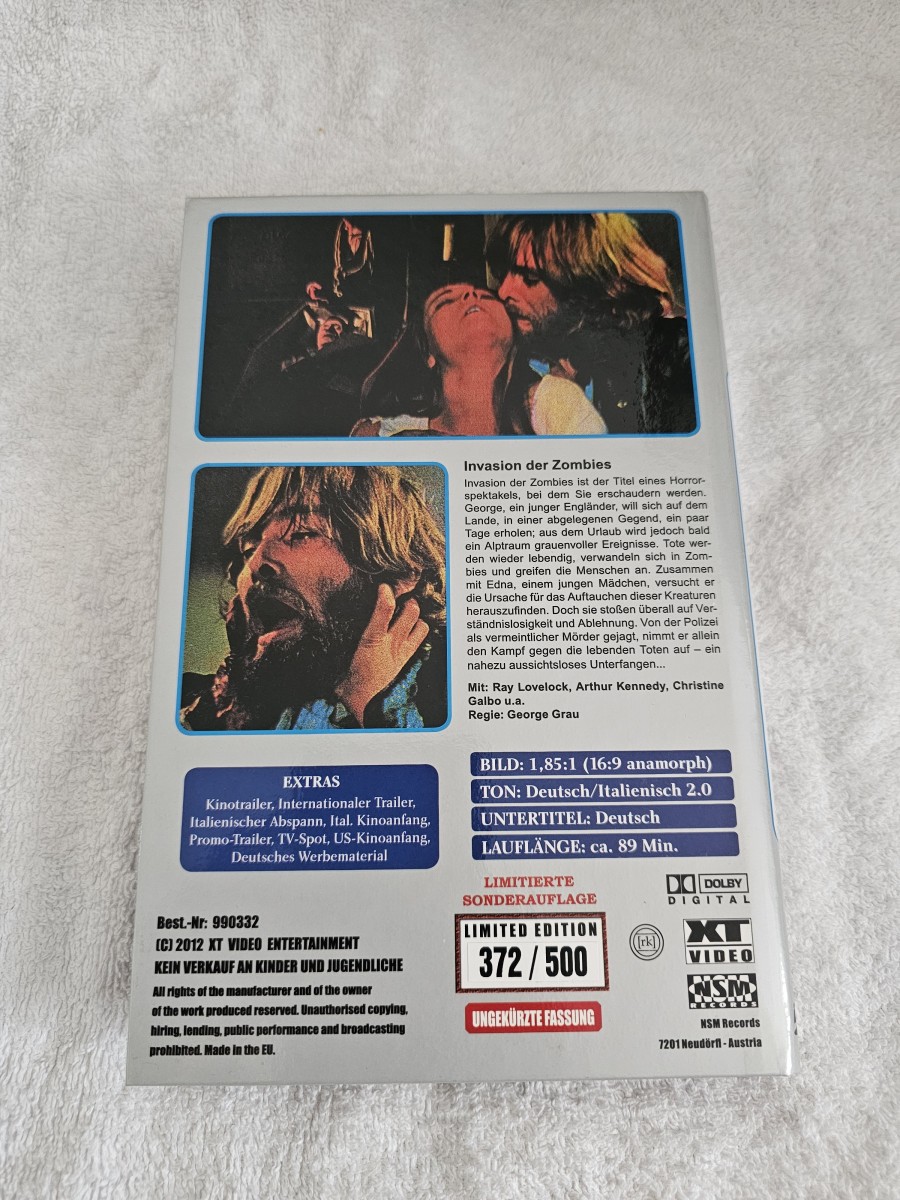 Invasion der Zombies
Invasion der Zombies ist der Titel eines Horror-
spektakels, bei dem Sie erschaudern werden.
George, ein junger Engländer, will sich auf dem
Lande, in einer abgelegenen Gegend, ein paar
Tage erholen; aus dem Urlaub wird jedoch bald
ein Alptraum grauenvoller Ereignisse. Tote wer-
den wieder lebendig, verwandeln sich in Zom-
bies und greifen die Menschen an. Zusammen
mit Edna, einem jungen Mädchen, versucht er
die Ursache für das Auftauchen dieser Kreaturen
herauszufinden. Doch sie stoßen überall auf Ver-
ständnislosigkeit und Ablehnung. Von der Polizei
als vermeintlicher Mörder gejagt, nimmt er allein
den Kampf gegen die lebenden Toten auf – ein
nahezu aussichtsloses Unterfangen...
Mit: Ray Lovelock, Arthur Kennedy, Christine
Galbo u.a.
Regie: George Grau
EXTRAS
Kinotrailer, Internationaler Trailer,
Italienischer Abspann, Ital. Kinoanfang,
Promo-Trailer, TV-Spot, US-Kinoanfang,
Deutsches Werbematerial
BILD: 1,85:1 (16:9 anamorph)
TON: Deutsch/Italienisch 2.0
UNTERTITEL: Deutsch
LAUFLÄNGE: ca. 89 Min.
Best.-Nr: 990332
(C) 2012 XT VIDEO ENTERTAINMENT
KEIN VERKAUF AN KINDER UND JUGENDLICHE
All rights of the manufacturer and of the owner
of the work produced reserved. Unauthorised copying,
hiring, lending, public performance and broadcasting
prohibited. Made in the EU.
LIMITIERTE
SONDERAUFLAGE
LIMITED EDITION
372 / 500
UNGEKÜRZTE FASSUNG
[rk]
DOLBY
DIGITAL
XT
VIDEO
NSM
RECORDS
NSM Records
7201 Neudörfl - Austria